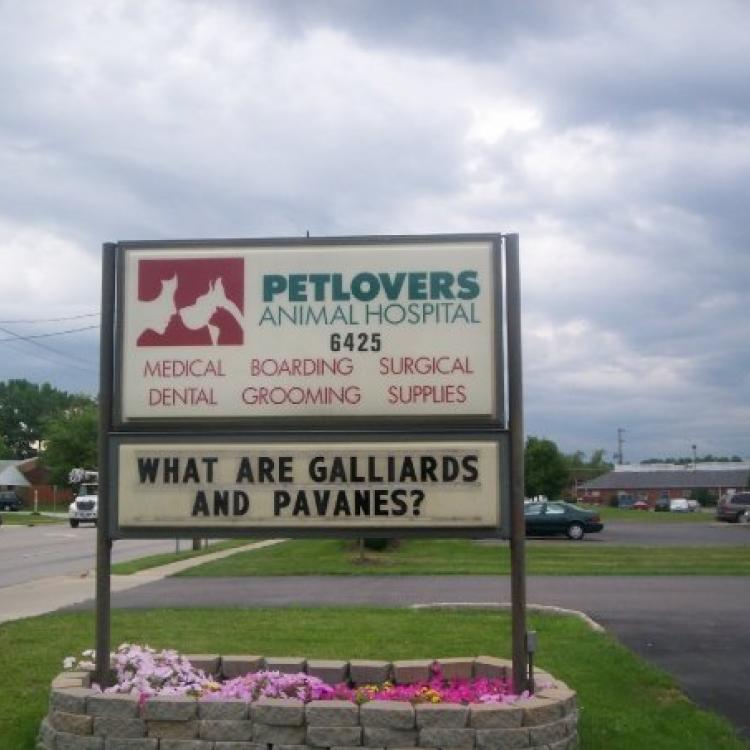 PETLOVERS
ANIMAL HOSPITAL
6425
MEDICAL BOARDING SURGICAL
DENTAL GROOMING SUPPLIES
WHAT ARE GALLIARDS
AND PAVANES?